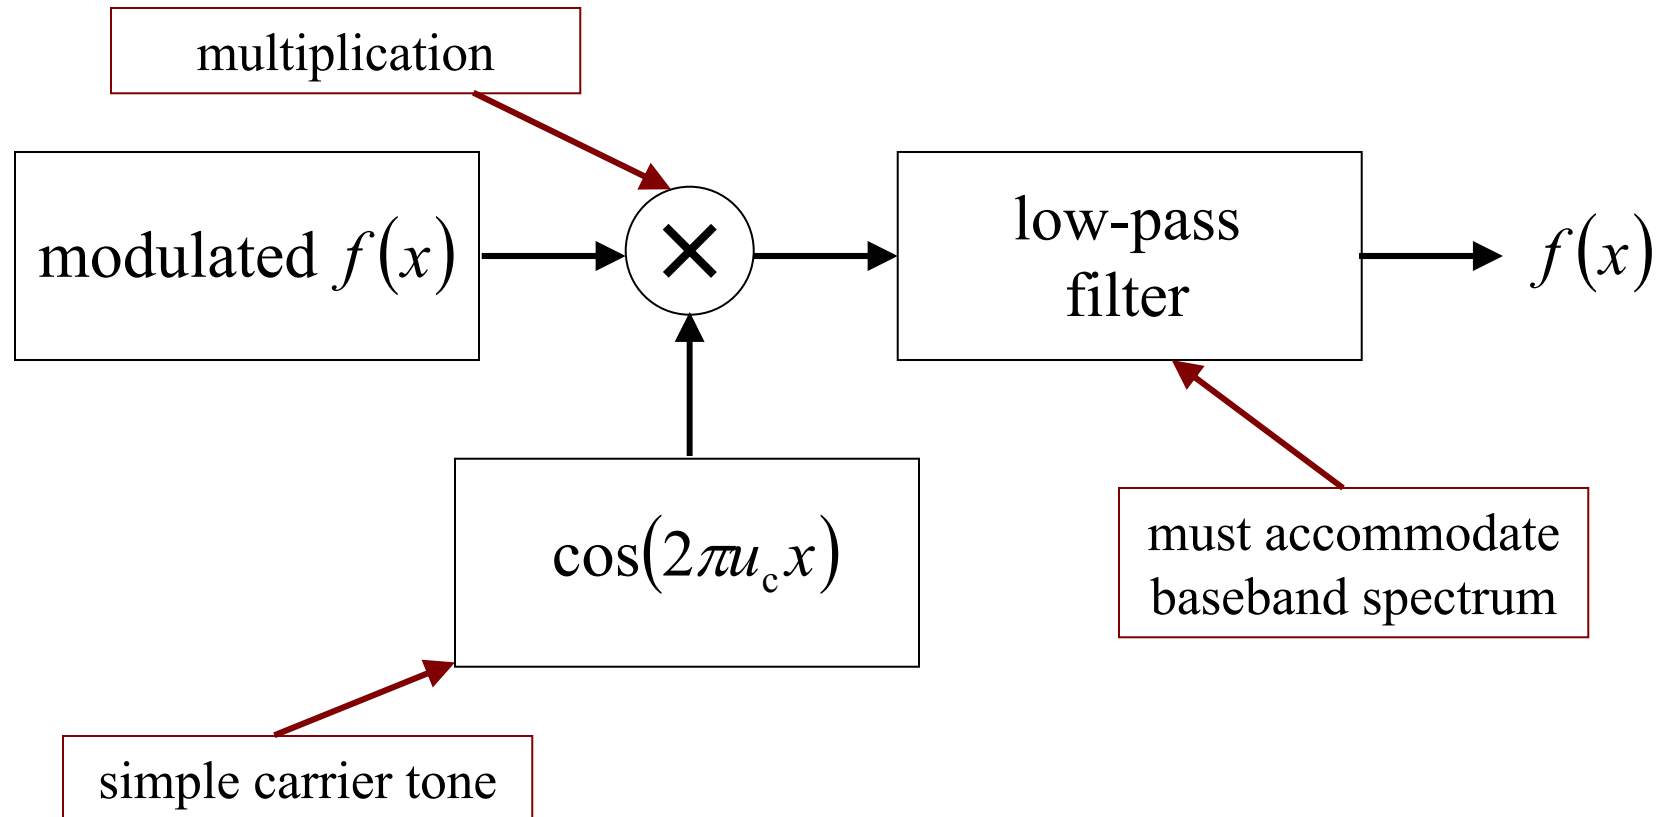 multiplication
modulated f(x)
×
low-pass
filter
f(x)
cos(2πu_c x)
must accommodate
baseband spectrum
simple carrier tone